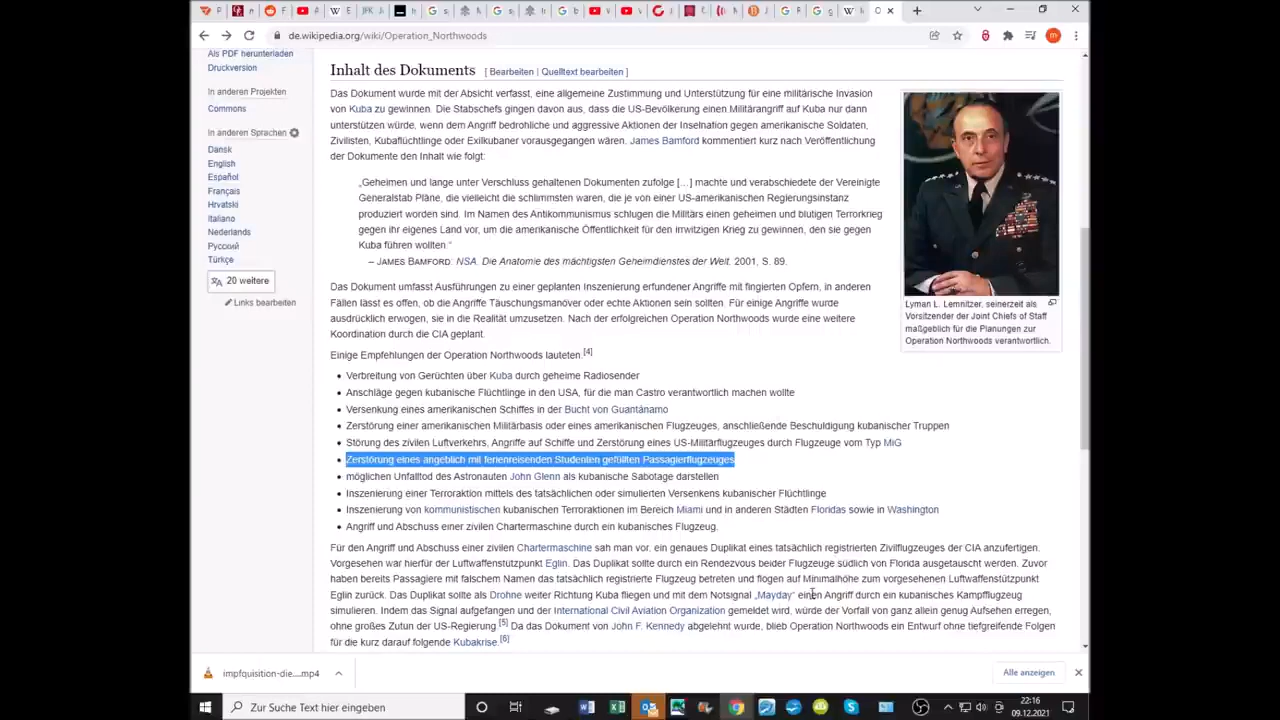 de.wikipedia.org/wiki/Operation_Northwoods
Als PDF herunterladen
Druckversion
In anderen Projekten
Commons
In anderen Sprachen
Dansk
English
Español
Français
Hrvatski
Italiano
Nederlands
Русский
Türkçe
20 weitere
Links bearbeiten
Inhalt des Dokuments [ Bearbeiten | Quelltext bearbeiten ]
Das Dokument wurde mit der Absicht verfasst, eine allgemeine Zustimmung und Unterstützung für eine militärische Invasion
von Kuba zu gewinnen. Die Stabschefs gingen davon aus, dass die US-Bevölkerung einen Militärangriff auf Kuba nur dann
unterstützen würde, wenn dem Angriff bedrohliche und aggressive Aktionen der Inselnation gegen amerikanische Soldaten,
Zivilisten, Kubaflüchtlinge oder Exilkubaner vorausgegangen wären. James Bamford kommentiert kurz nach Veröffentlichung
der Dokumente den Inhalt wie folgt:
„Geheimen und lange unter Verschluss gehaltenen Dokumenten zufolge [...] machte und verabschiedete der Vereinigte
Generalstab Pläne, die vielleicht die schlimmsten waren, die je von einer US-amerikanischen Regierungsinstanz
produziert worden sind. Im Namen des Antikommunismus schlugen die Militärs einen geheimen und blutigen Terrorkrieg
gegen ihr eigenes Land vor, um die amerikanische Öffentlichkeit für den irrwitzigen Krieg zu gewinnen, den sie gegen
Kuba führen wollten.“
– JAMES BAMFORD: NSA. Die Anatomie des mächtigsten Geheimdienstes der Welt. 2001, S. 89.
Das Dokument umfasst Ausführungen zu einer geplanten Inszenierung erfundener Angriffe mit fingierten Opfern, in anderen
Fällen lässt es offen, ob die Angriffe Täuschungsmanöver oder echte Aktionen sein sollten. Für einige Angriffe wurde
ausdrücklich erwogen, sie in die Realität umzusetzen. Nach der erfolgreichen Operation Northwoods wurde eine weitere
Koordination durch die CIA geplant.
Einige Empfehlungen der Operation Northwoods lauteten:[4]
• Verbreitung von Gerüchten über Kuba durch geheime Radiosender
• Anschläge gegen kubanische Flüchtlinge in den USA, für die man Castro verantwortlich machen wollte
• Versenkung eines amerikanischen Schiffes in der Bucht von Guantánamo
• Zerstörung einer amerikanischen Militärbasis oder eines amerikanischen Flugzeuges, anschließende Beschuldigung kubanischer Truppen
• Störung des zivilen Luftverkehrs, Angriffe auf Schiffe und Zerstörung eines US-Militärflugzeuges durch Flugzeuge vom Typ MiG
• Zerstörung eines angeblich mit ferienreisenden Studenten gefüllten Passagierflugzeuges
• möglichen Unfalltod des Astronauten John Glenn als kubanische Sabotage darstellen
• Inszenierung einer Terroraktion mittels des tatsächlichen oder simulierten Versenkens kubanischer Flüchtlinge
• Inszenierung von kommunistischen kubanischen Terroraktionen im Bereich Miami und in anderen Städten Floridas sowie in Washington
• Angriff und Abschuss einer zivilen Chartermaschine durch ein kubanisches Flugzeug.
Für den Angriff und Abschuss einer zivilen Chartermaschine sah man vor, ein genaues Duplikat eines tatsächlich registrierten Zivilflugzeuges der CIA anzufertigen.
Vorgesehen war hierfür der Luftwaffenstützpunkt Eglin. Das Duplikat sollte durch ein Rendezvous beider Flugzeuge südlich von Florida ausgetauscht werden. Zuvor
haben bereits Passagiere mit falschem Namen das tatsächlich registrierte Flugzeug betreten und flogen auf Minimalhöhe zum vorgesehenen Luftwaffenstützpunkt
Eglin zurück. Das Duplikat sollte als Drohne weiter Richtung Kuba fliegen und mit dem Notsignal „Mayday“ einen Angriff durch ein kubanisches Kampfflugzeug
simulieren. Indem das Signal aufgefangen und der International Civil Aviation Organization gemeldet wird, würde der Vorfall von ganz allein genug Aufsehen erregen,
ohne großes Zutun der US-Regierung.[5] Da das Dokument von John F. Kennedy abgelehnt wurde, blieb Operation Northwoods ein Entwurf ohne tiefgreifende Folgen
für die kurz darauf folgende Kubakrise.[6]
Lyman L. Lemnitzer, seinerzeit als
Vorsitzender der Joint Chiefs of Staff
maßgeblich für die Planungen zur
Operation Northwoods verantwortlich.
impfquisition-die....mp4
Alle anzeigen
Zur Suche Text hier eingeben
22:16
09.12.2021